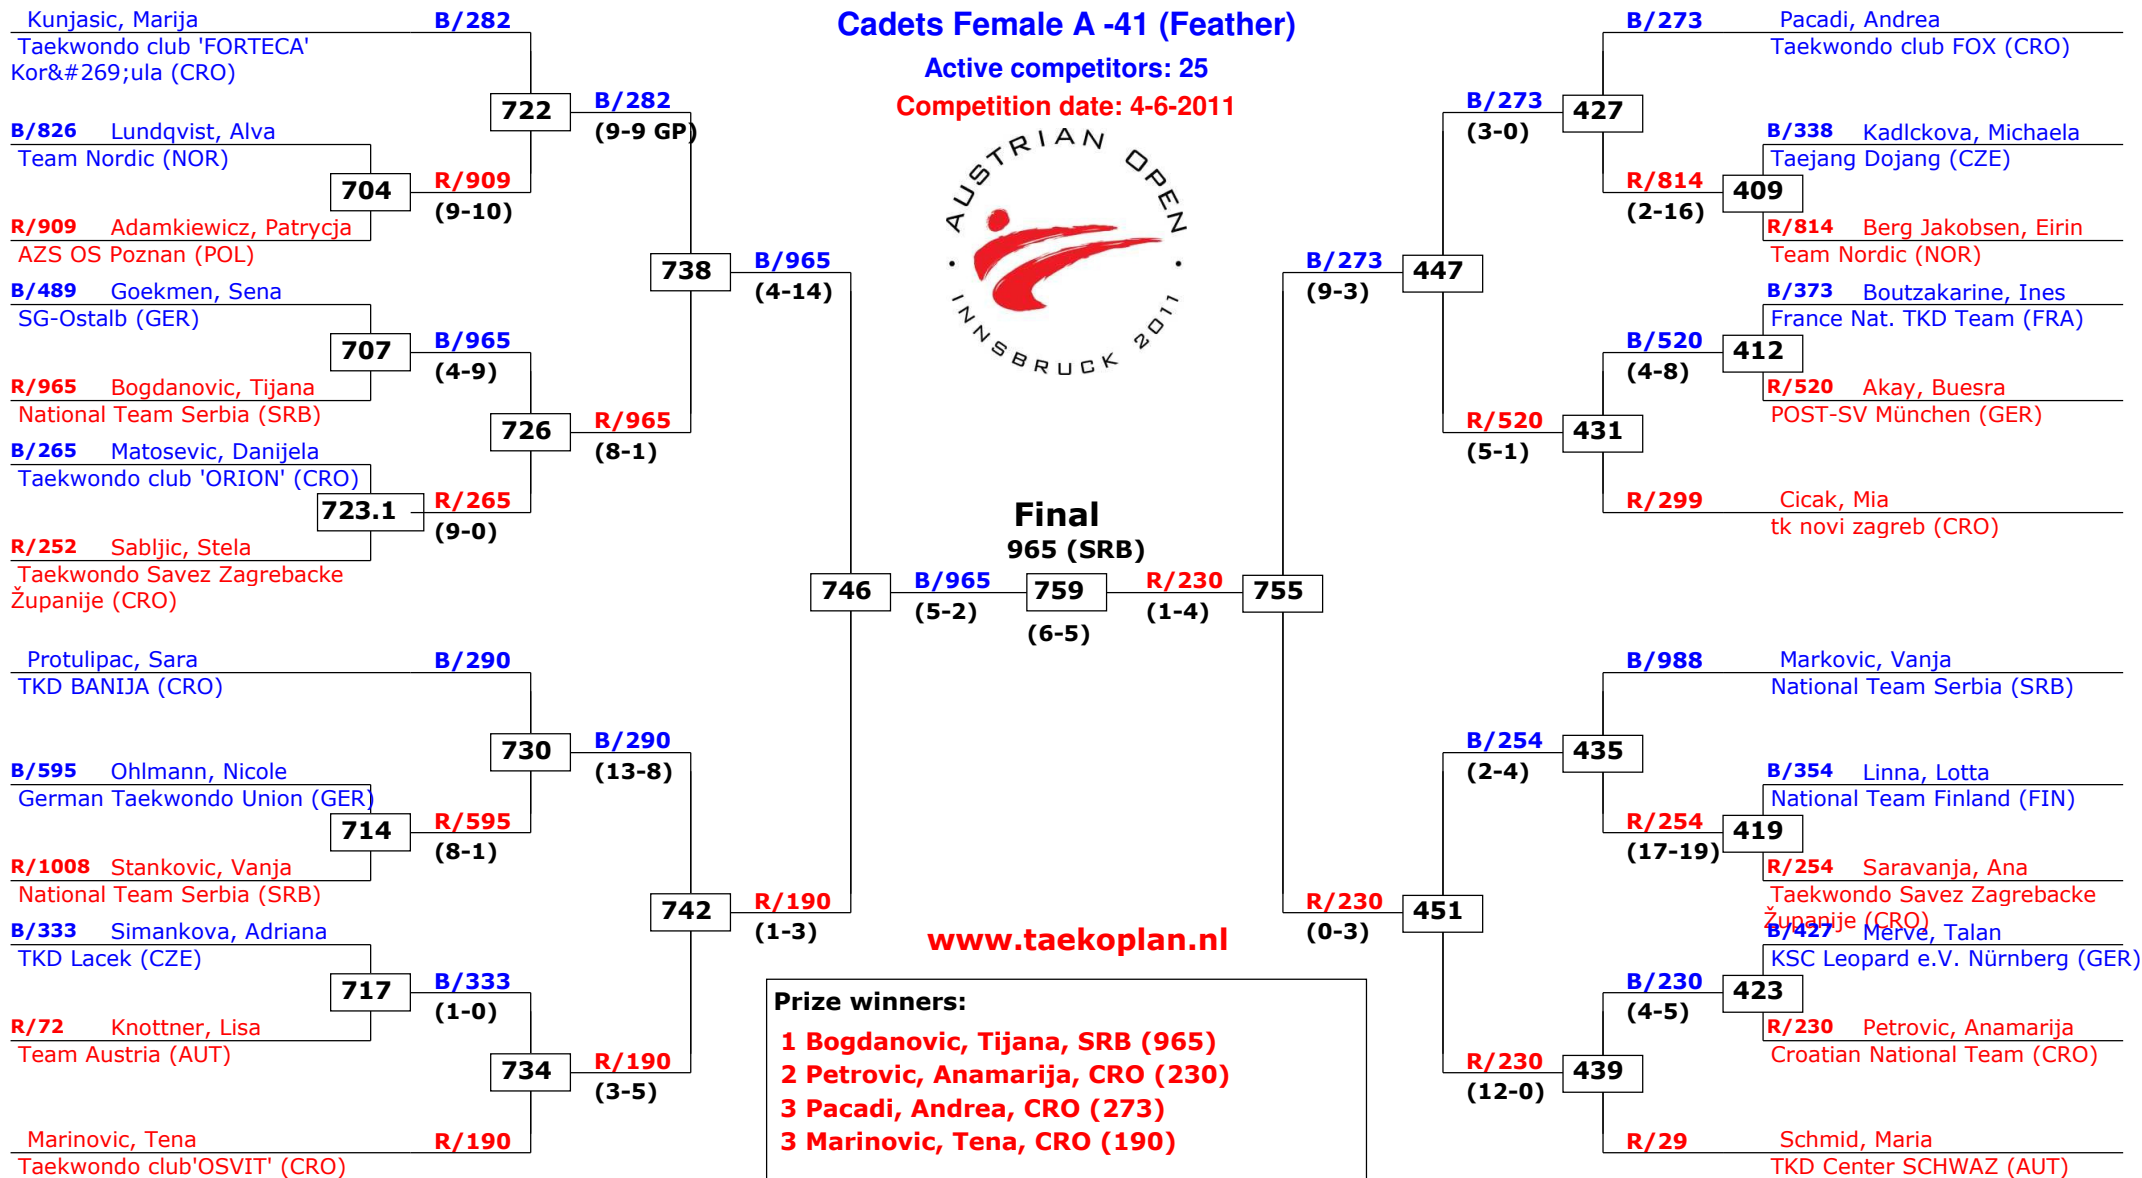 Cadets Female A -41 (Feather)
Active competitors: 25
Competition date: 4-6-2011
AUSTRIAN OPEN
· INNSBRUCK 2011 ·
Kunjasic, Marija
B/282
Taekwondo club 'FORTECA'
Kor&#269;ula (CRO)
722
B/282
(9-9 GP)
B/826 Lundqvist, Alva
Team Nordic (NOR)
704
R/909
(9-10)
R/909 Adamkiewicz, Patrycja
AZS OS Poznan (POL)
738
B/965
(4-14)
B/489 Goekmen, Sena
SG-Ostalb (GER)
707
B/965
(4-9)
R/965 Bogdanovic, Tijana
National Team Serbia (SRB)
726
R/965
(8-1)
B/265 Matosevic, Danijela
Taekwondo club 'ORION' (CRO)
723.1
R/265
(9-0)
R/252 Sabljic, Stela
Taekwondo Savez Zagrebacke
Županije (CRO)
746
B/965
(5-2)
Final
965 (SRB)
759
(6-5)
R/230
(1-4)
755
Protulipac, Sara
B/290
TKD BANIJA (CRO)
730
B/290
(13-8)
B/595 Ohlmann, Nicole
German Taekwondo Union (GER)
714
R/595
(8-1)
R/1008 Stankovic, Vanja
National Team Serbia (SRB)
742
R/190
(1-3)
B/333 Simankova, Adriana
TKD Lacek (CZE)
717
B/333
(1-0)
R/72 Knottner, Lisa
Team Austria (AUT)
734
R/190
(3-5)
Marinovic, Tena
R/190
Taekwondo club'OSVIT' (CRO)
B/273
Pacadi, Andrea
Taekwondo club FOX (CRO)
B/273
(3-0)
427
B/338 Kadlckova, Michaela
Taejang Dojang (CZE)
R/814
(2-16)
409
R/814 Berg Jakobsen, Eirin
Team Nordic (NOR)
B/273
(9-3)
447
B/373 Boutzakarine, Ines
France Nat. TKD Team (FRA)
B/520
(4-8)
412
R/520 Akay, Buesra
POST-SV München (GER)
R/520
(5-1)
431
R/299
Cicak, Mia
tk novi zagreb (CRO)
B/988
Markovic, Vanja
National Team Serbia (SRB)
B/254
(2-4)
435
B/354 Linna, Lotta
National Team Finland (FIN)
R/254
(17-19)
419
R/254 Saravanja, Ana
Taekwondo Savez Zagrebacke
Županije (CRO)
R/230
(0-3)
451
B/427 Merve, Talan
KSC Leopard e.V. Nürnberg (GER)
B/230
(4-5)
423
R/230 Petrovic, Anamarija
Croatian National Team (CRO)
R/230
(12-0)
439
R/29
Schmid, Maria
TKD Center SCHWAZ (AUT)
www.taekoplan.nl
Prize winners:
1 Bogdanovic, Tijana, SRB (965)
2 Petrovic, Anamarija, CRO (230)
3 Pacadi, Andrea, CRO (273)
3 Marinovic, Tena, CRO (190)